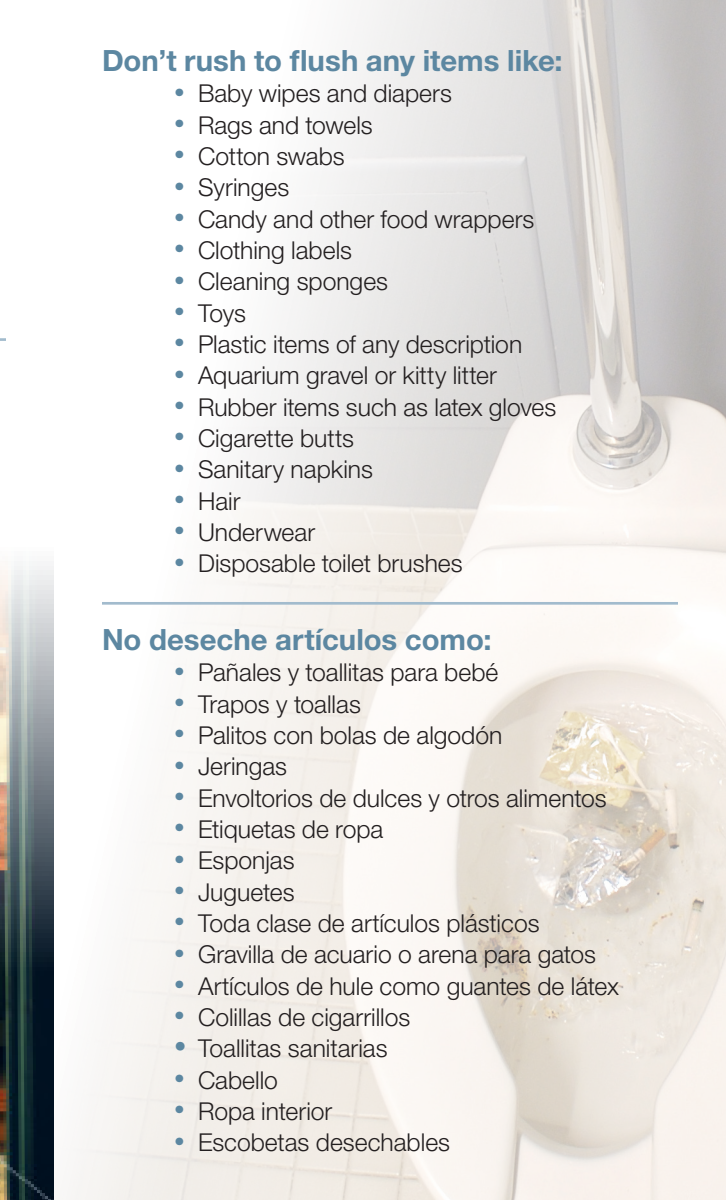 Don't rush to flush any items like:
• Baby wipes and diapers
• Rags and towels
• Cotton swabs
• Syringes
• Candy and other food wrappers
• Clothing labels
• Cleaning sponges
• Toys
• Plastic items of any description
• Aquarium gravel or kitty litter
• Rubber items such as latex gloves
• Cigarette butts
• Sanitary napkins
• Hair
• Underwear
• Disposable toilet brushes
No deseche artículos como:
• Pañales y toallitas para bebé
• Trapos y toallas
• Palitos con bolas de algodón
• Jeringas
• Envoltorios de dulces y otros alimentos
• Etiquetas de ropa
• Esponjas
• Juguetes
• Toda clase de artículos plásticos
• Gravilla de acuario o arena para gatos
• Artículos de hule como guantes de látex
• Colillas de cigarrillos
• Toallitas sanitarias
• Cabello
• Ropa interior
• Escobetas desechables